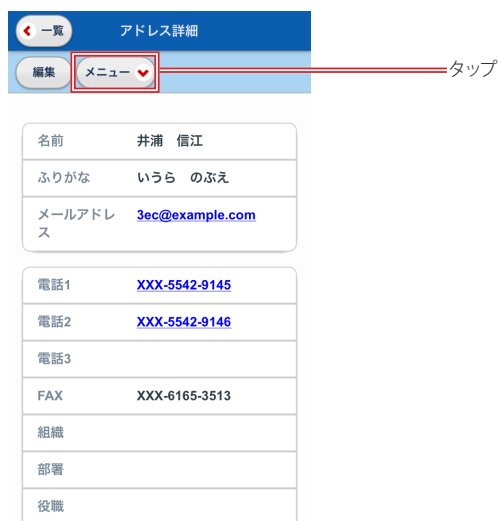 一覧 アドレス詳細
編集 メニュー タップ
名前 井浦 信江
ふりがな いうら のぶえ
メールアドレ 3ec@example.com
ス
電話1 XXX-5542-9145
電話2 XXX-5542-9146
電話3
FAX XXX-6165-3513
組織
部署
役職